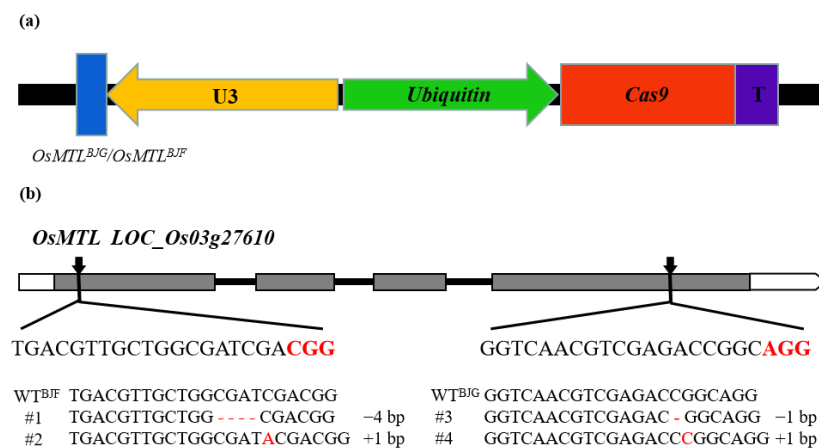 (a)
U3 Ubiquitin Cas9 T
OsMTL^BJG/OsMTL^BJF
(b)
OsMTL LOC_Os03g27610
TGACGTTGCTGGCGATCGACGG
GGTCAACGTCGAGACCGGCAGG
WT^BJF TGACGTTGCTGGCGATCGACGG
#1 TGACGTTGCTGG----CGACGG −4 bp
#2 TGACGTTGCTGGCGATACGACGG +1 bp
WT^BJG GGTCAACGTCGAGACCGGCAGG
#3 GGTCAACGTCGAGAC-GGCAGG −1 bp
#4 GGTCAACGTCGAGACCCGGCAGG +1 bp